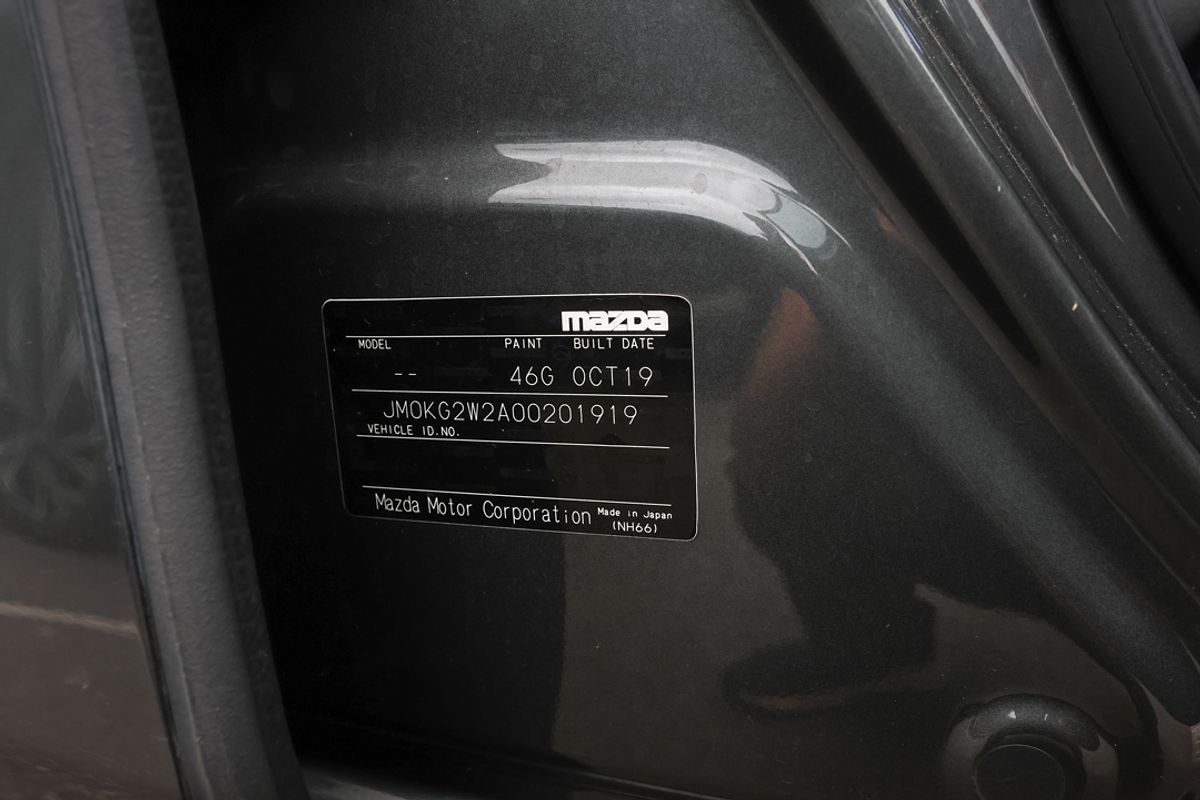 mazda
MODEL PAINT BUILT DATE
-- 46G OCT19
JM0KG2W2A00201919
VEHICLE ID.NO.
Mazda Motor Corporation Made in Japan
(NH66)